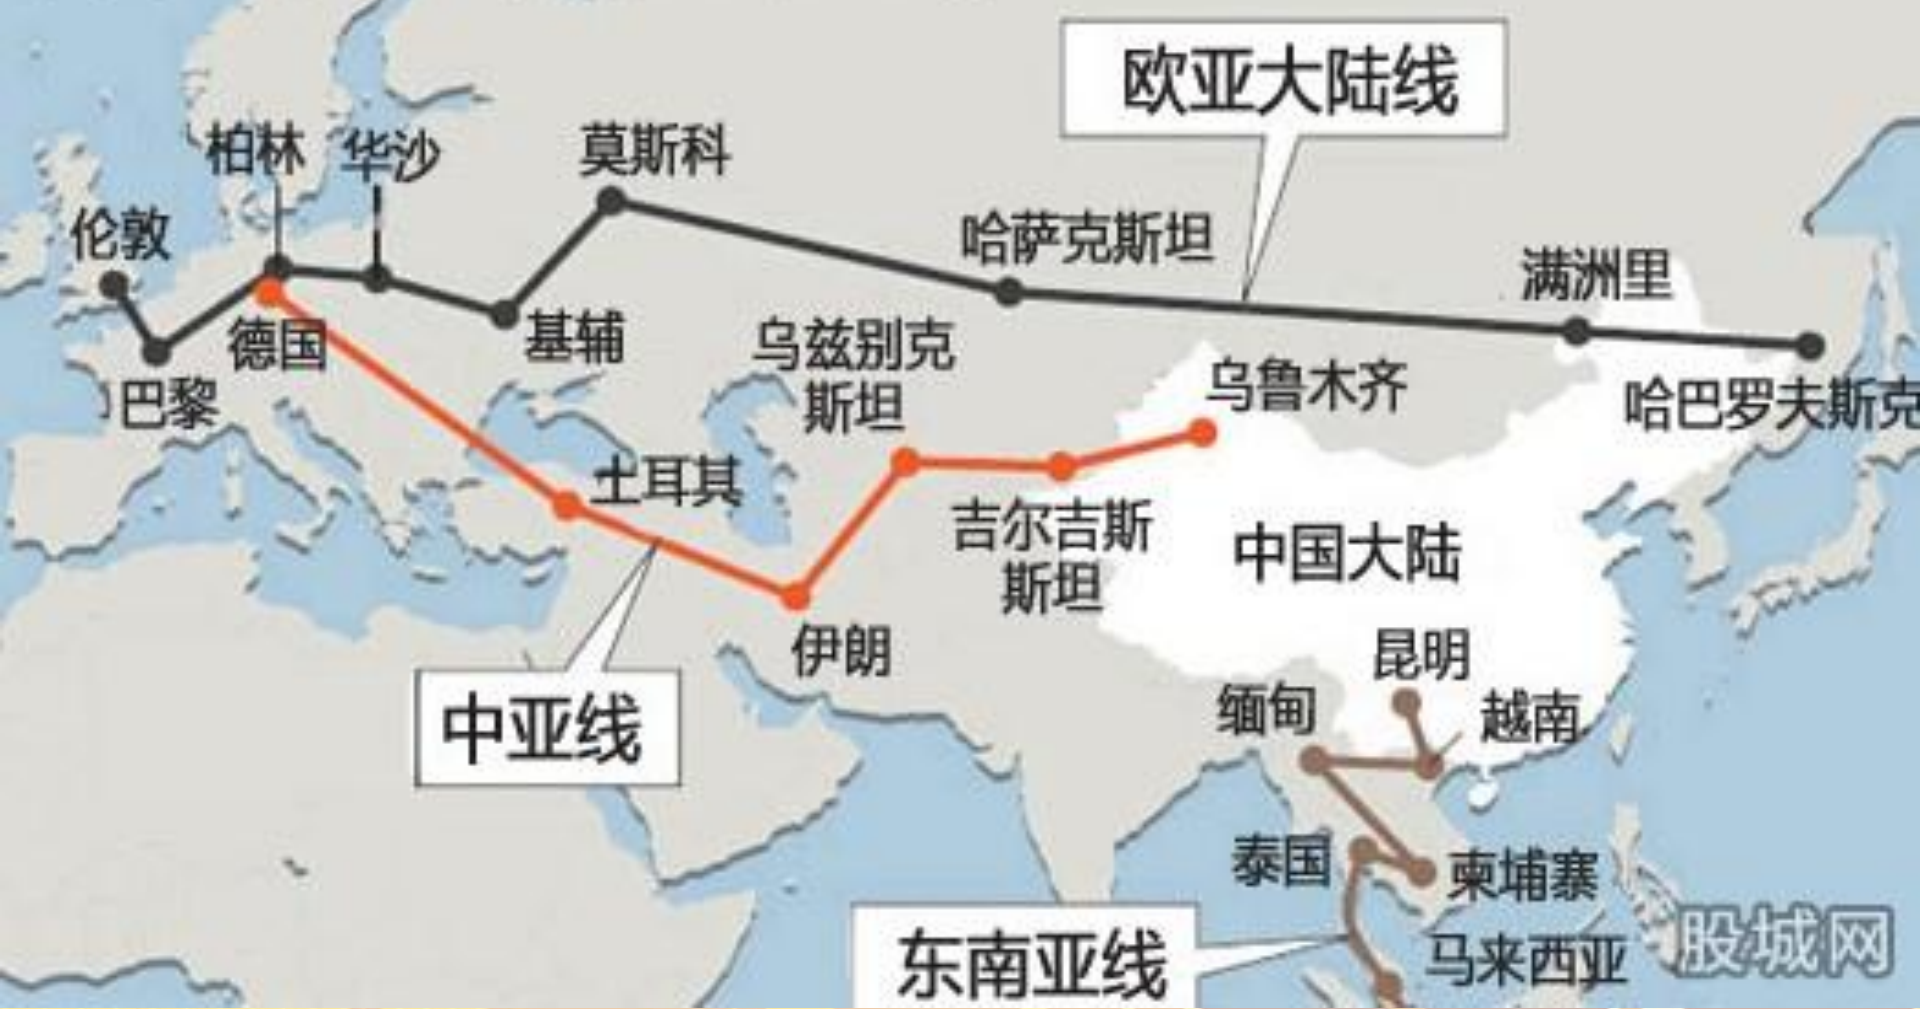 欧亚大陆线
柏林
华沙
莫斯科
伦敦
哈萨克斯坦
满洲里
基辅
德国
巴黎
乌兹别克
斯坦
乌鲁木齐
哈巴罗夫斯克
土耳其
吉尔吉斯
斯坦
中国大陆
伊朗
昆明
缅甸
越南
中亚线
泰国
柬埔寨
东南亚线
马来西亚
股城网